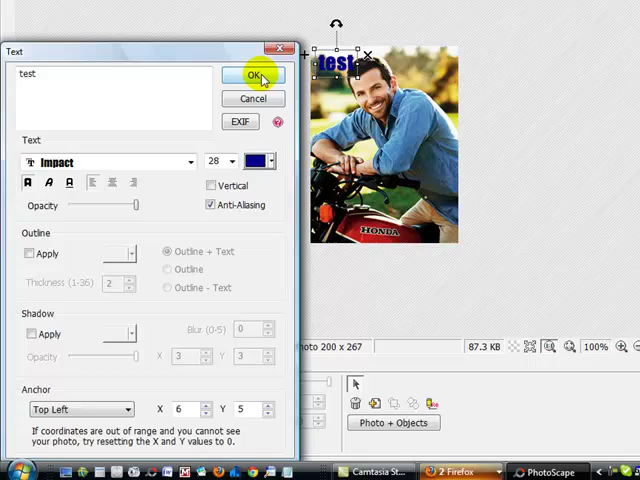 Text
test
test
OK
Cancel
EXIF
Text
Impact
28
A A A
Vertical
Opacity
Anti-Aliasing
Outline
Apply
Outline + Text
Outline
Thickness (1-36)
2
Outline - Text
Shadow
Apply
Blur (0-5)
0
Opacity
X
3
Y
3
HONDA
hoto 200 x 267
87.3 KB
100%
Anchor
Top Left
X
6
Y
5
If coordinates are out of range and you cannot see
your photo, try resetting the X and Y values to 0.
Photo + Objects
Camtasia St...
2 Firefox
PhotoScape